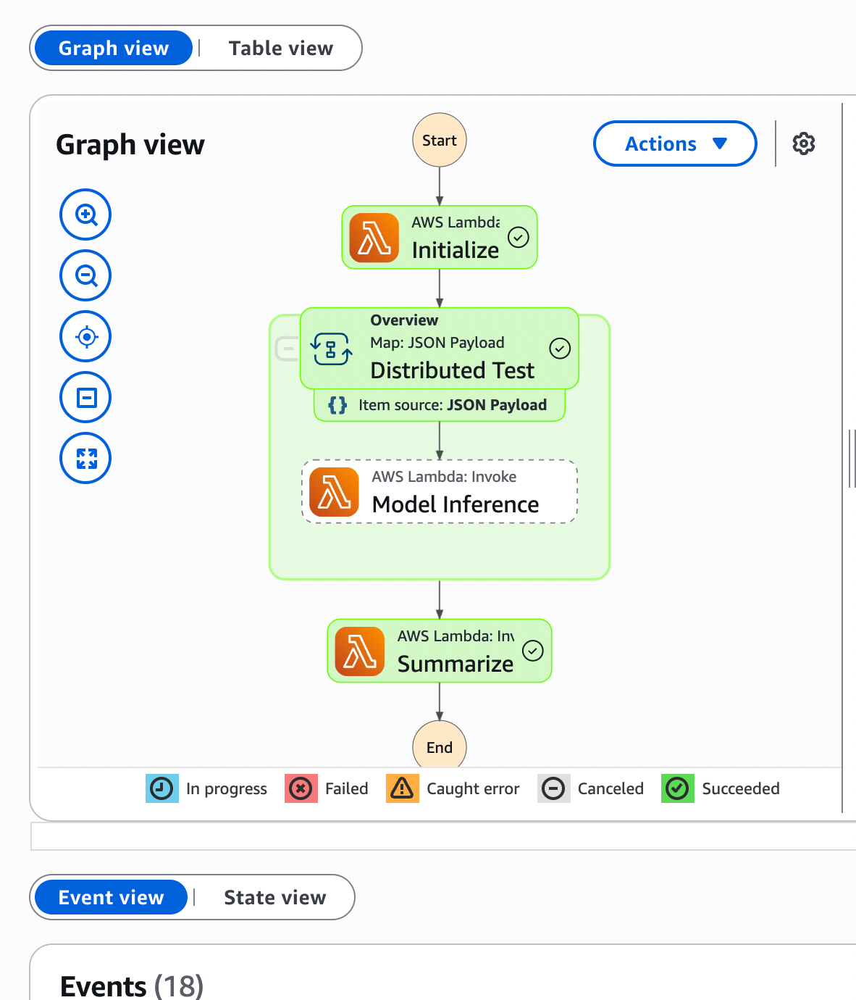 Graph view
Table view
Graph view
Start
Actions
AWS Lambda
Initialize
Overview
Map: JSON Payload
Distributed Test
{} Item source: JSON Payload
AWS Lambda: Invoke
Model Inference
AWS Lambda: Inv
Summarize
End
In progress
Failed
Caught error
Canceled
Succeeded
Event view
State view
Events (18)